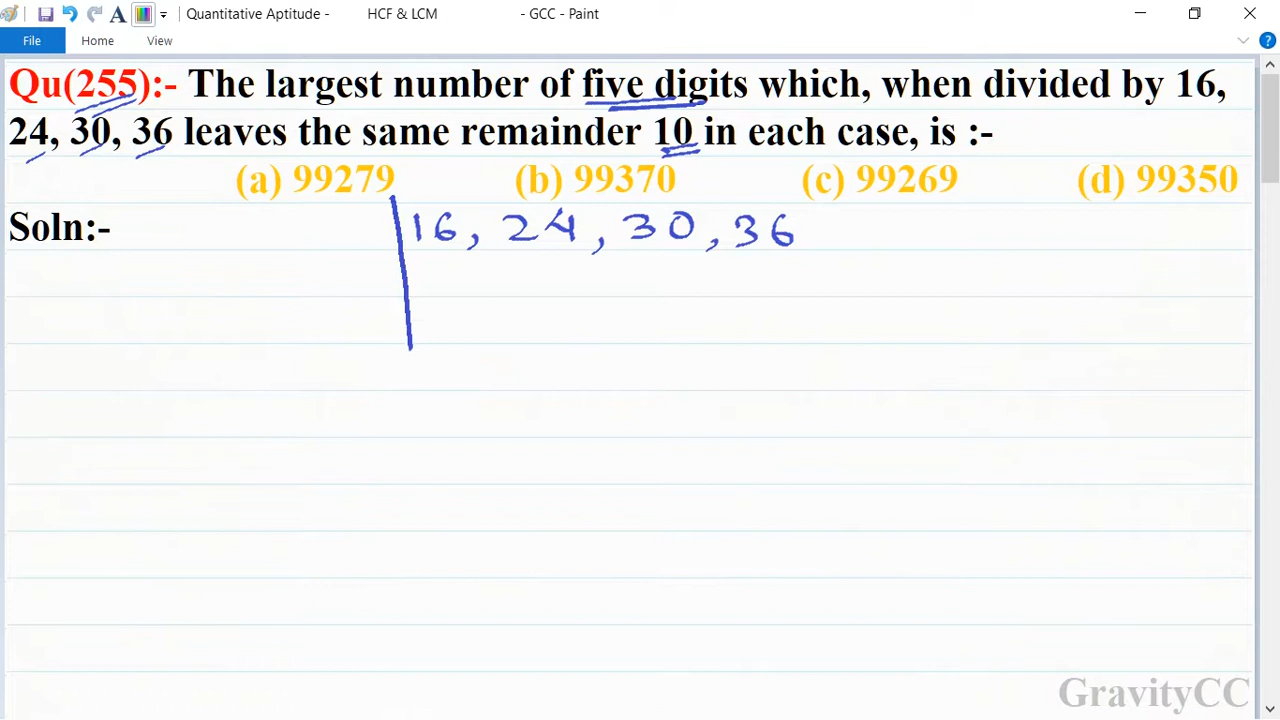 Quantitative Aptitude - HCF & LCM - GCC - Paint
File Home View
Qu(255):- The largest number of five digits which, when divided by 16,
24, 30, 36 leaves the same remainder 10 in each case, is :-
(a) 99279 (b) 99370 (c) 99269 (d) 99350
Soln:- 16, 24, 30, 36
GravityCC